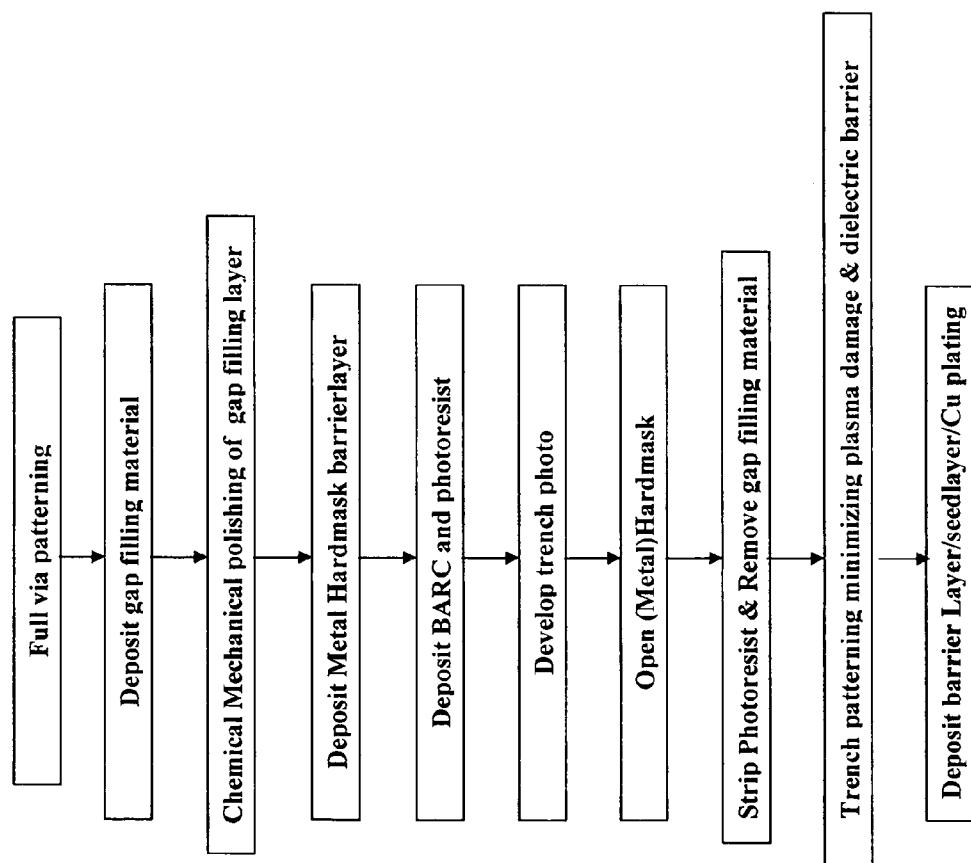 Full via patterning
Deposit gap filling material
Chemical Mechanical polishing of gap filling layer
Deposit Metal Hardmask barrierlayer
Deposit BARC and photoresist
Develop trench photo
Open (Metal)Hardmask
Strip Photoresist & Remove gap filling material
Trench patterning minimizing plasma damage & dielectric barrier
Deposit barrier Layer/seedlayer/Cu plating